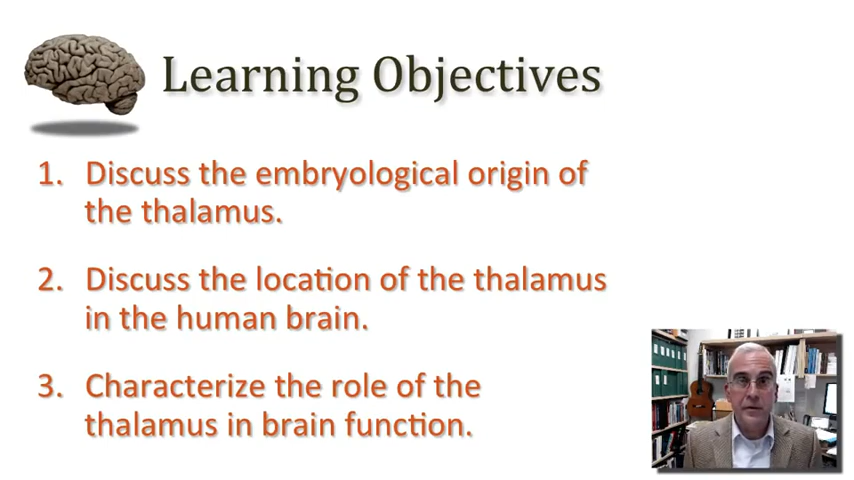 Learning Objectives
1. Discuss the embryological origin of
the thalamus.
2. Discuss the location of the thalamus
in the human brain.
3. Characterize the role of the
thalamus in brain function.